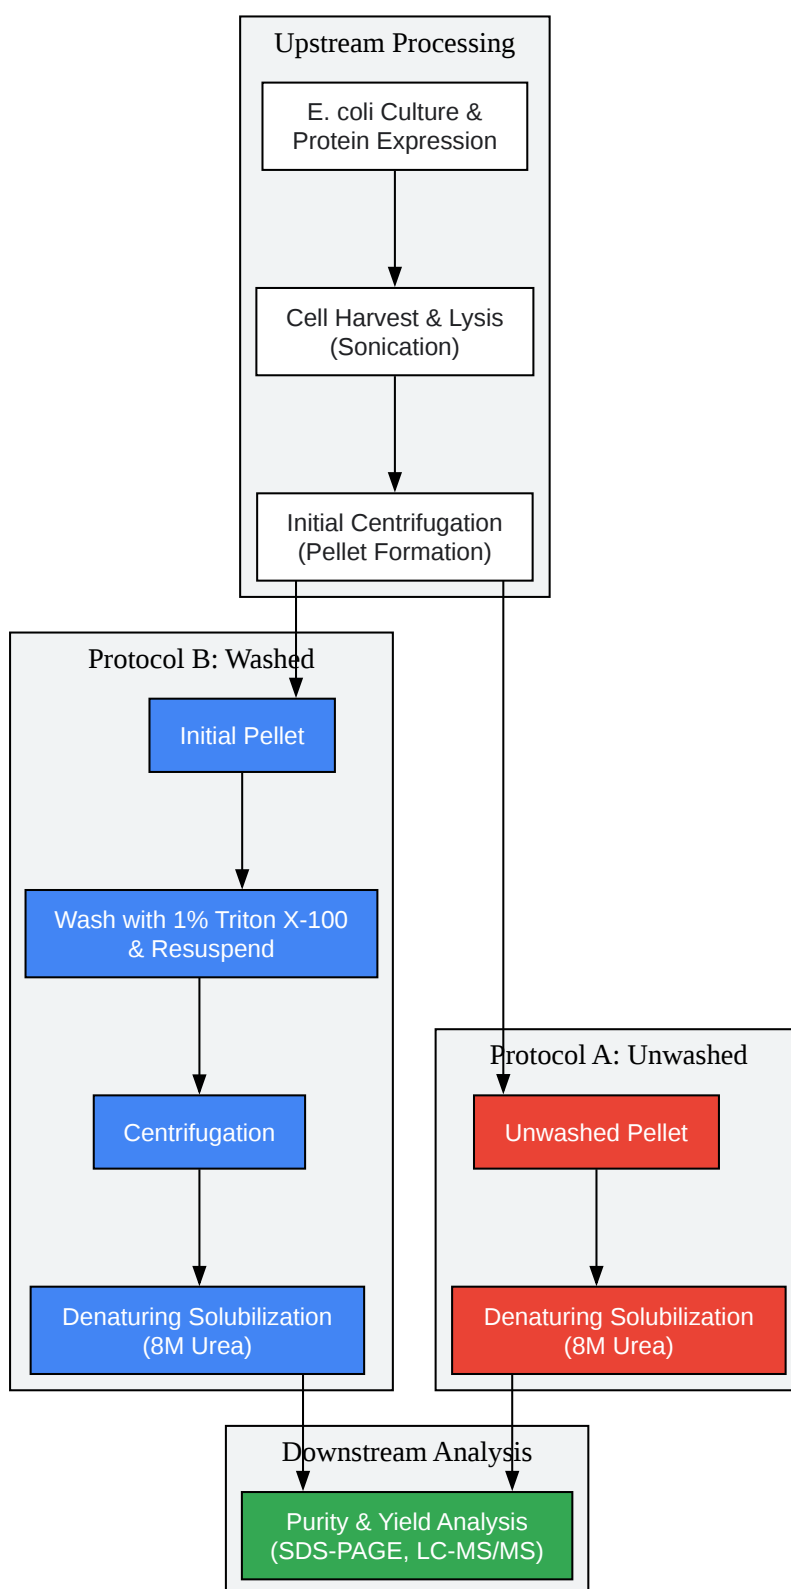 Upstream Processing
E. coli Culture &
Protein Expression
Cell Harvest & Lysis
(Sonication)
Initial Centrifugation
(Pellet Formation)
Protocol B: Washed
Initial Pellet
Wash with 1% Triton X-100
& Resuspend
Centrifugation
Denaturing Solubilization
(8M Urea)
Protocol A: Unwashed
Unwashed Pellet
Denaturing Solubilization
(8M Urea)
Downstream Analysis
Purity & Yield Analysis
(SDS-PAGE, LC-MS/MS)